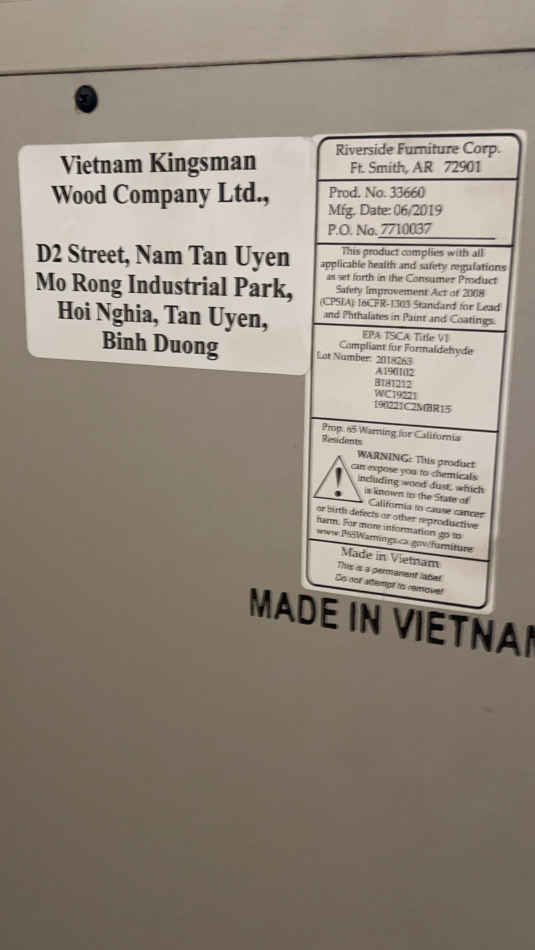 Vietnam Kingsman
Wood Company Ltd.,
D2 Street, Nam Tan Uyen
Mo Rong Industrial Park,
Hoi Nghia, Tan Uyen,
Binh Duong
Riverside Furniture Corp.
Ft. Smith, AR 72901
Prod. No. 33660
Mfg. Date: 06/2019
P.O. No. 7710037
This product complies with all
applicable health and safety regulations
as set forth in the Consumer Product
Safety Improvement Act of 2008
(CPSIA) 16CFR-1303 Standard for Lead
and Phthalates in Paint and Coatings.
EPA TSCA Title VI
Compliant for Formaldehyde
Lot Number: 2018263
A190102
B181212
WC19221
190221C2MBR15
Prop. 65 Warning for California
Residents
WARNING: This product
can expose you to chemicals
including wood dust, which
is known to the State of
California to cause cancer
or birth defects or other reproductive
harm. For more information go to
www.P65Warnings.ca.gov/furniture
Made in Vietnam
This is a permanent label
Do not attempt to remove!
MADE IN VIETNAM